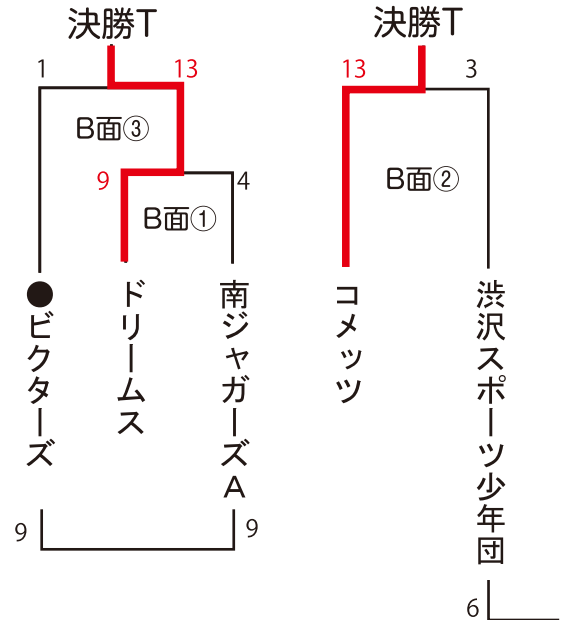 決勝T
決勝T
1
13
13
3
B面③
9
4
B面②
B面①
●ビクターズ
ドリームス
南ジャガーズA
コメッツ
渋沢スポーツ少年団
9
9
6